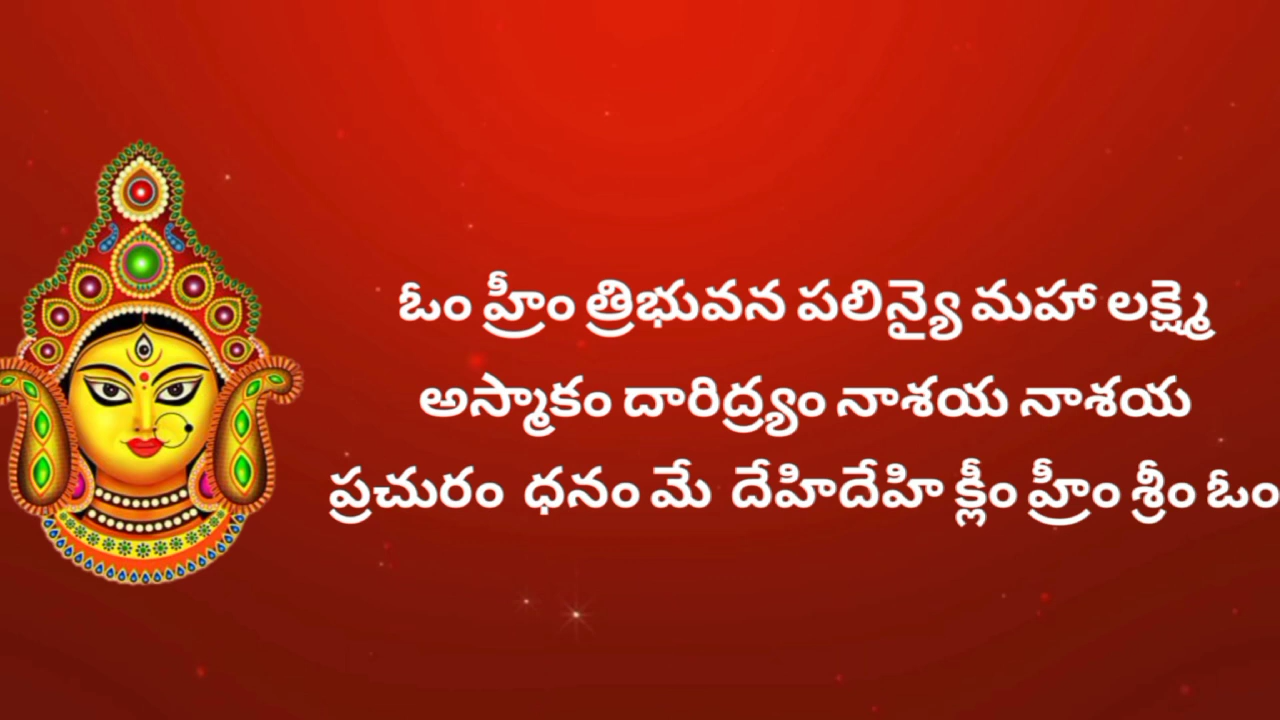 ఓం హ్రీం త్రిభువన పలిన్యై మహా లక్ష్మై
అస్మాకం దారిద్ర్యం నాశయ నాశయ
ప్రచురం ధనం మే దేహిదేహి క్లీం హ్రీం శ్రీం ఓం